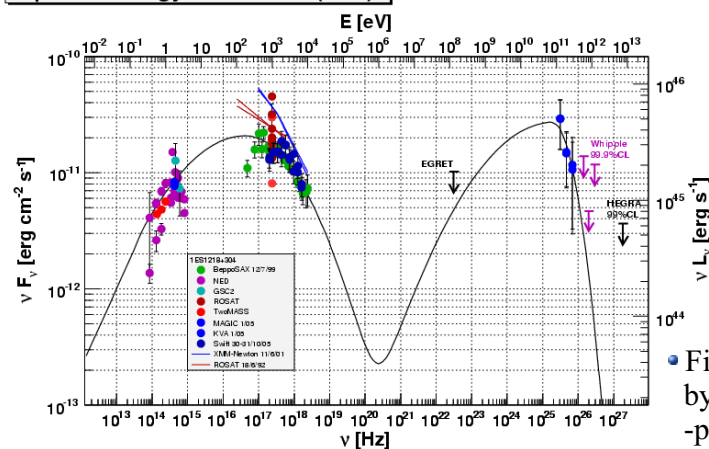 E [eV]
10-2 10-1 1 10 102 103 104 105 106 107 108 109 1010 1011 1012 1013
10-10
10-11
10-12
10-13
ν Fν [erg cm-2 s-1]
1046
1045
1044
ν Lν [erg s-1]
EGRET
Whipple
99.9%CL
HEGRA
99%CL
1ES1218+304
BeppoSAX 12/7/99
NED
GSC2
ROSAT
TwoMASS
MAGIC 1/05
KVA 1/05
Swift 30-31/10/05
XMM-Newton 11/6/01
ROSAT 18/6/92
1013 1014 1015 1016 1017 1018 1019 1020 1021 1022 1023 1024 1025 1026 1027
ν [Hz]
Fi
by
-p